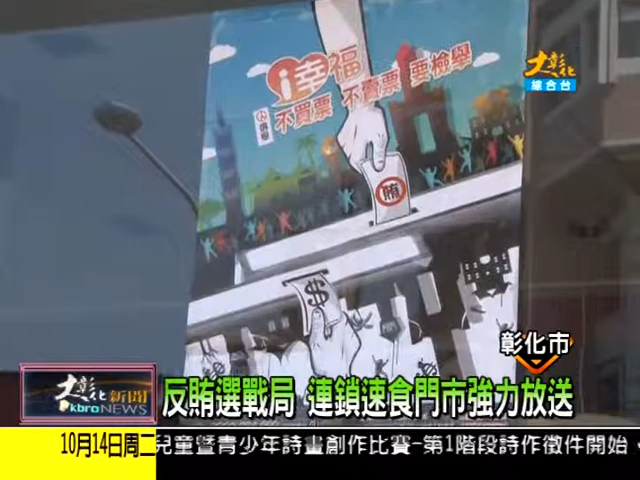 大彰化
綜合台
i幸福
反賄選
不買票 不賣票 要檢舉
賄
$
彰化市
大彰化新聞
kbro NEWS
反賄選戰局 連鎖速食門市強力放送
10月14日周二 兒童暨青少年詩畫創作比賽-第1階段詩作徵件開始